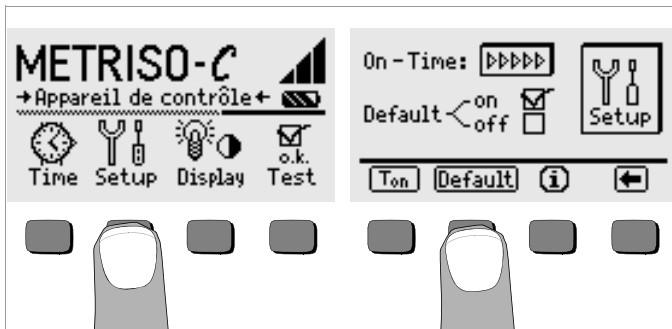 METRISO-C
→Appareil de contrôle←
Time Setup Display o.k. Test
On-Time: ▷▷▷▷▷
Default on
off
Setup
Ton Default i